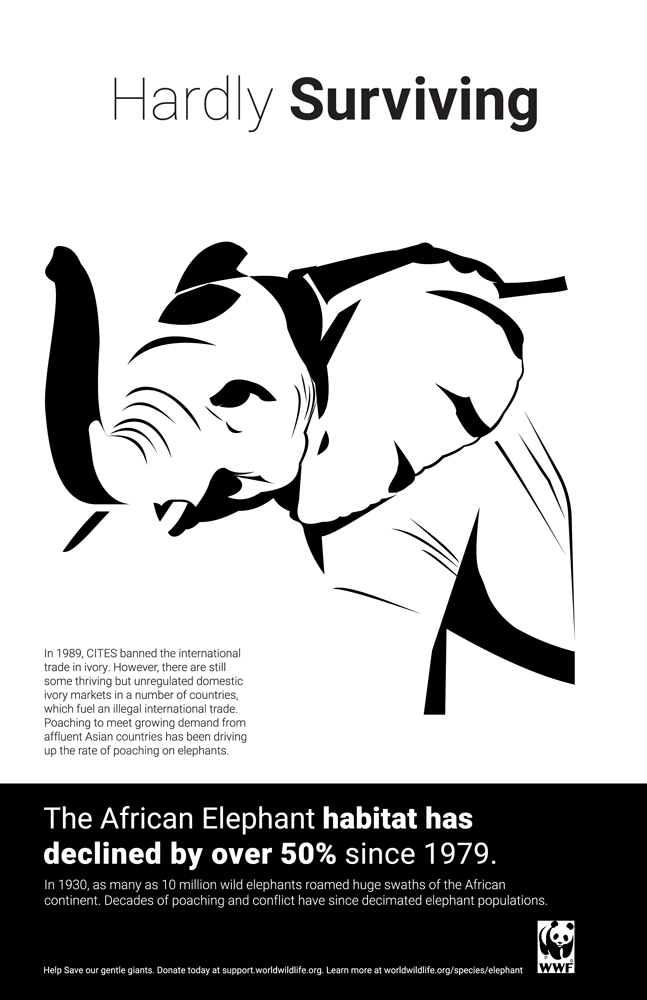 Hardly Surviving
In 1989, CITES banned the international
trade in ivory. However, there are still
some thriving but unregulated domestic
ivory markets in a number of countries,
which fuel an illegal international trade.
Poaching to meet growing demand from
affluent Asian countries has been driving
up the rate of poaching on elephants.
The African Elephant habitat has
declined by over 50% since 1979.
In 1930, as many as 10 million wild elephants roamed huge swaths of the African
continent. Decades of poaching and conflict have since decimated elephant populations.
Help Save our gentle giants. Donate today at support.worldwildlife.org. Learn more at worldwildlife.org/species/elephant
WWF